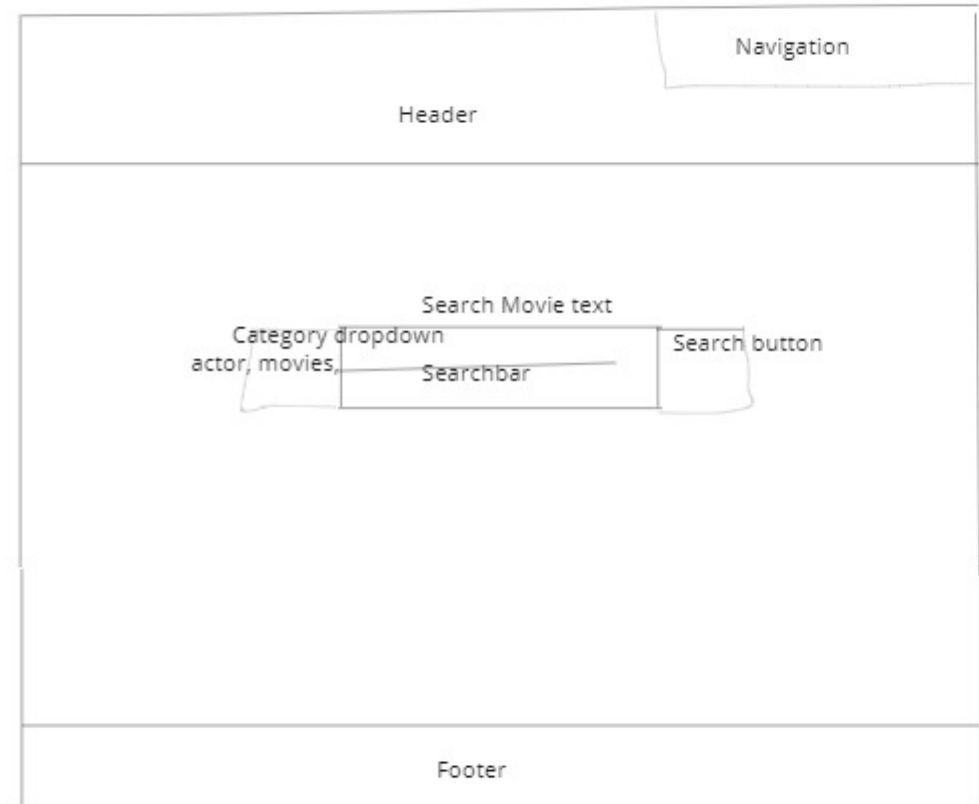 Navigation
Header
Search Movie text
Category dropdown
actor, movies,
Search button
Searchbar
Footer